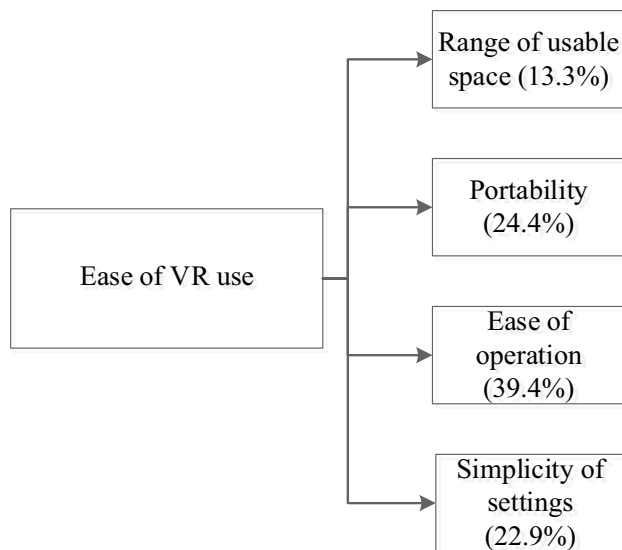 Range of usable
space (13.3%)
Portability
(24.4%)
Ease of VR use
Ease of
operation
(39.4%)
Simplicity of
settings
(22.9%)